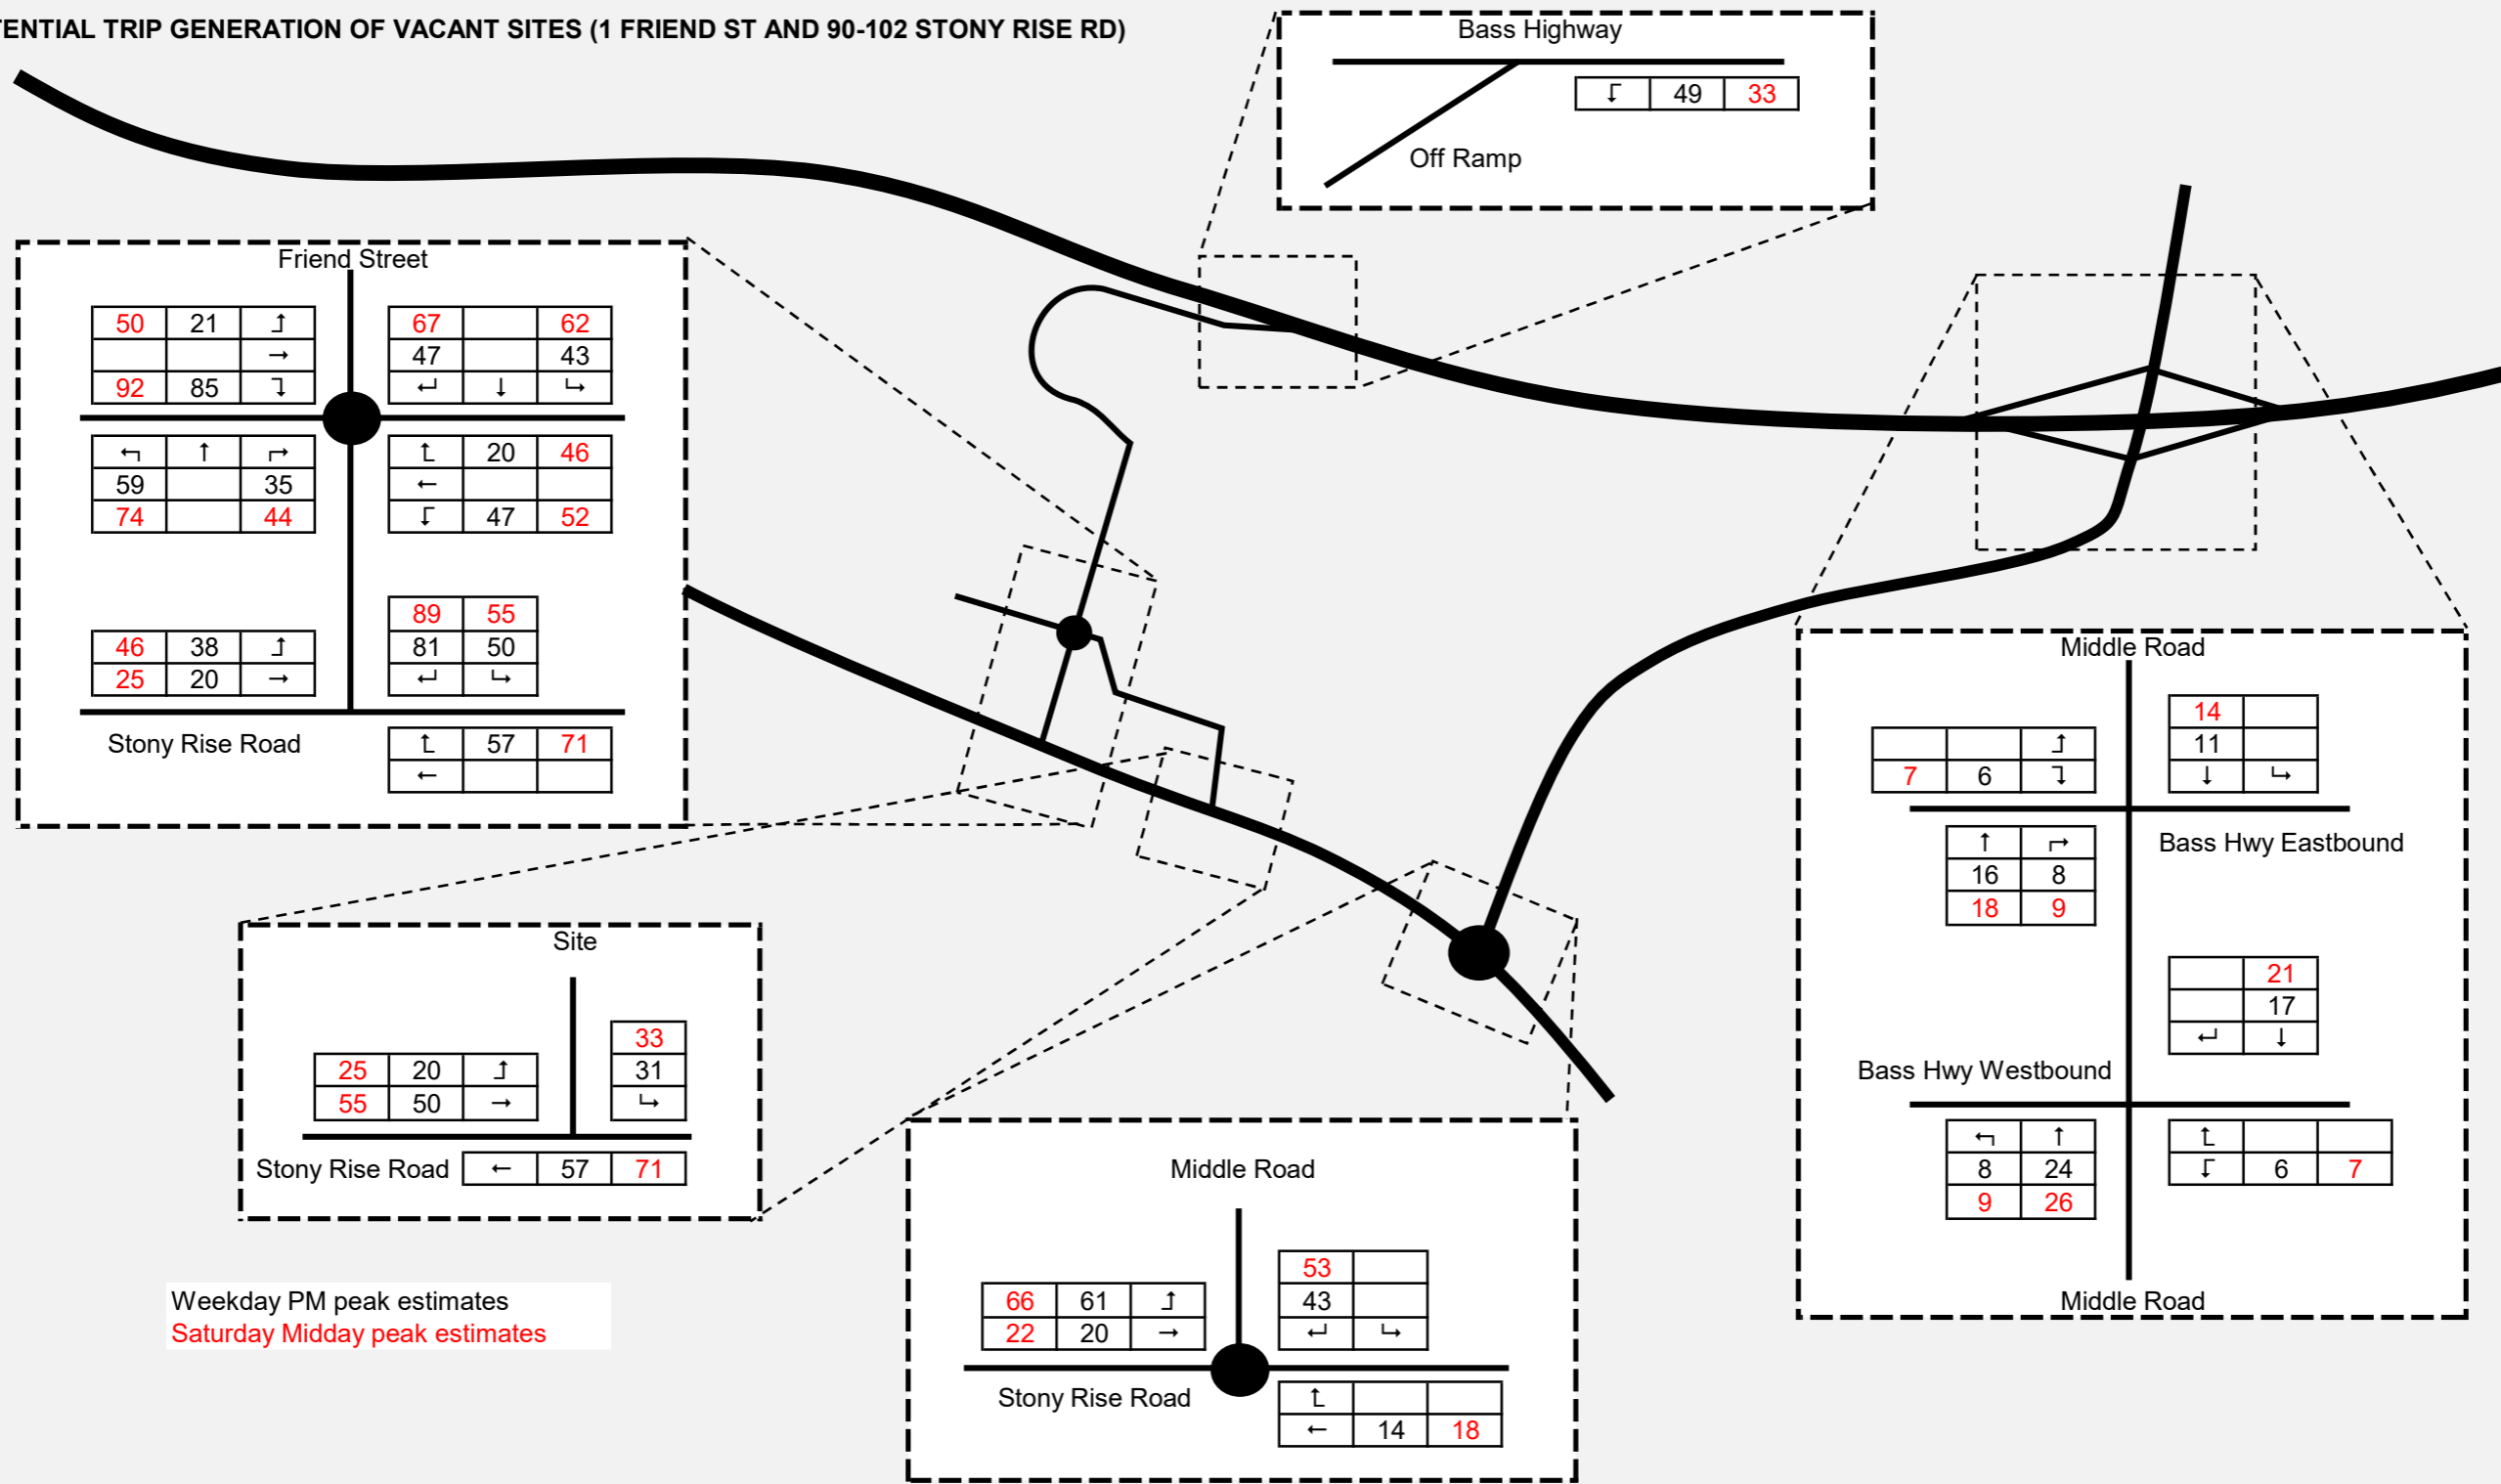 TENTIAL TRIP GENERATION OF VACANT SITES (1 FRIEND ST AND 90-102 STONY RISE RD)
Bass Highway
↲ 49 33
Off Ramp
Friend Street
50 21 ⮥
→
92 85 ⮧
67 62
47 43
↵ ↓ ↳
↰ ↑ ↱
59 35
74 44
↑ 20 46
←
↓ 47 52
89 55
81 50
↵ ↳
46 38 ⮥
25 20 →
Stony Rise Road
↑ 57 71
←
Site
33
31
↳
25 20 ⮥
55 50 →
Stony Rise Road
← 57 71
Weekday PM peak estimates
Saturday Midday peak estimates
Middle Road
53
43
↵ ↳
66 61 ⮥
22 20 →
Stony Rise Road
↑
← 14 18
Middle Road
14
11
↓ ↳
⮥
7 6 ⮧
Bass Hwy Eastbound
↑ ↱
16 8
18 9
21
17
↵ ↓
Bass Hwy Westbound
↰ ↑
8 24
9 26
↑
↓ 6 7
Middle Road